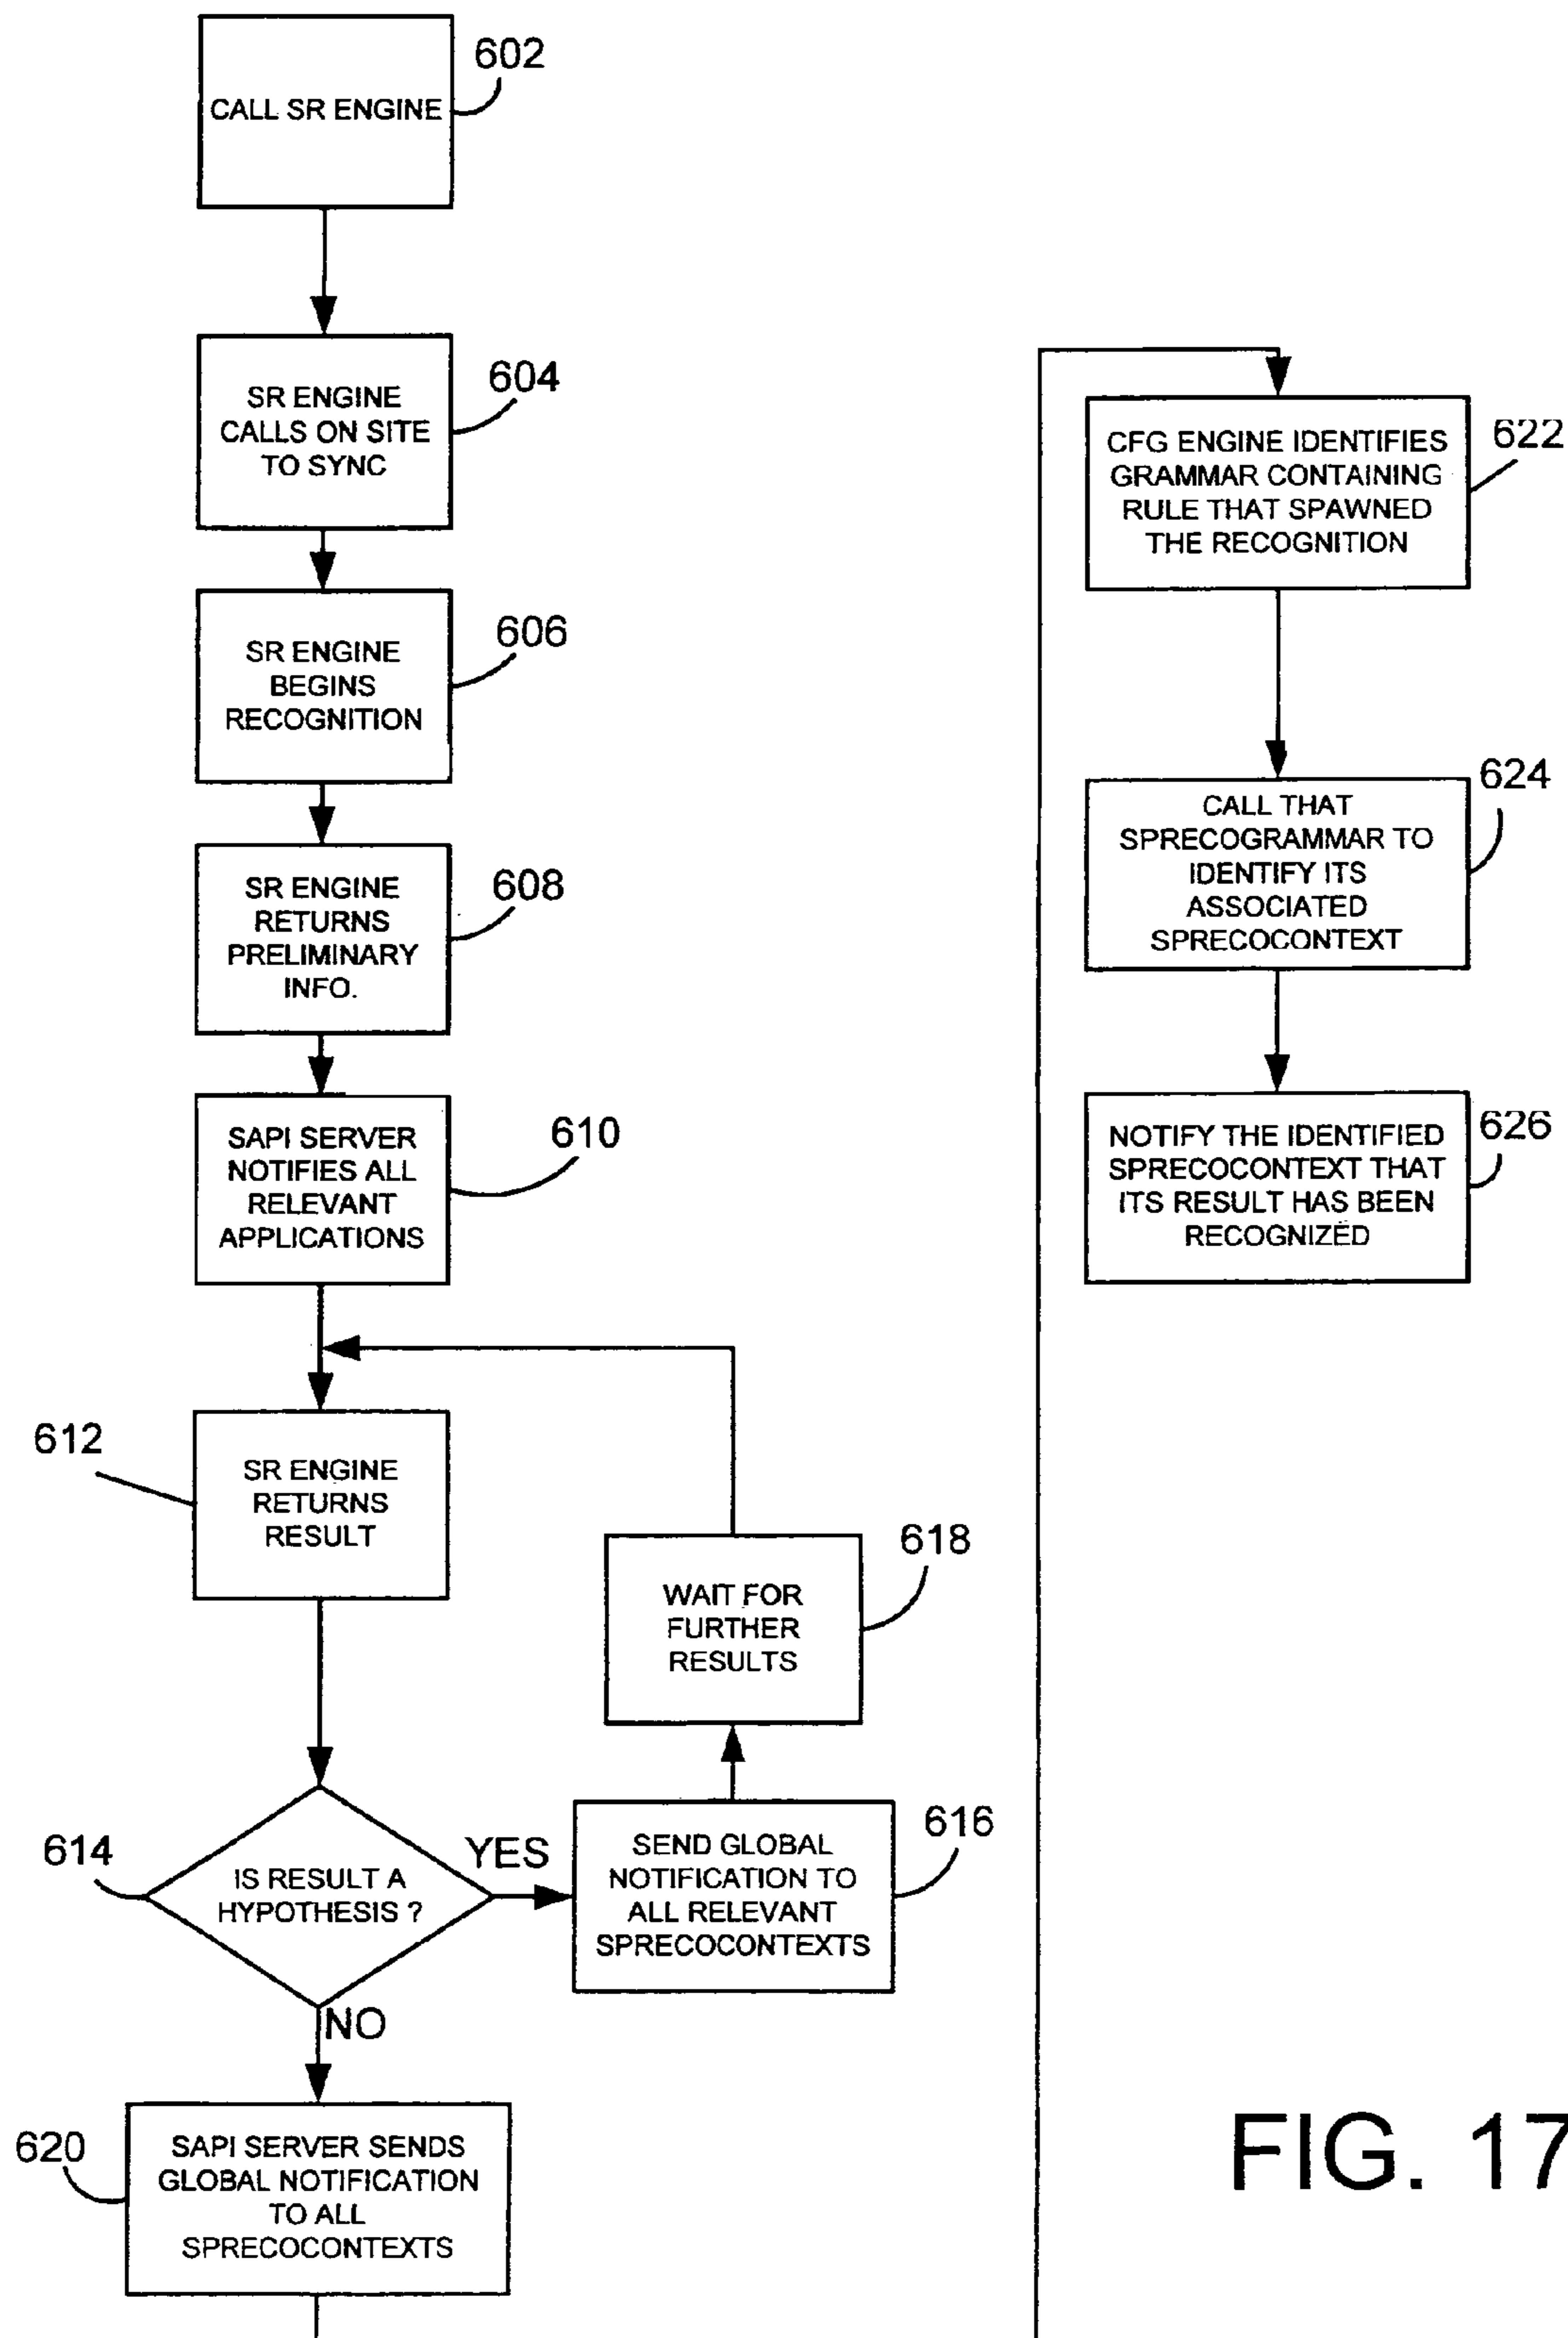 602
CALL SR ENGINE
604
SR ENGINE
CALLS ON SITE
TO SYNC
606
SR ENGINE
BEGINS
RECOGNITION
608
SR ENGINE
RETURNS
PRELIMINARY
INFO.
610
SAPI SERVER
NOTIFIES ALL
RELEVANT
APPLICATIONS
612
SR ENGINE
RETURNS
RESULT
618
WAIT FOR
FURTHER
RESULTS
614
IS RESULT A
HYPOTHESIS ?
YES
616
SEND GLOBAL
NOTIFICATION TO
ALL RELEVANT
SPRECOCONTEXTS
NO
620
SAPI SERVER SENDS
GLOBAL NOTIFICATION
TO ALL
SPRECOCONTEXTS
622
CFG ENGINE IDENTIFIES
GRAMMAR CONTAINING
RULE THAT SPAWNED
THE RECOGNITION
624
CALL THAT
SPRECOGRAMMAR TO
IDENTIFY ITS
ASSOCIATED
SPRECOCONTEXT
626
NOTIFY THE IDENTIFIED
SPRECOCONTEXT THAT
ITS RESULT HAS BEEN
RECOGNIZED
FIG. 17